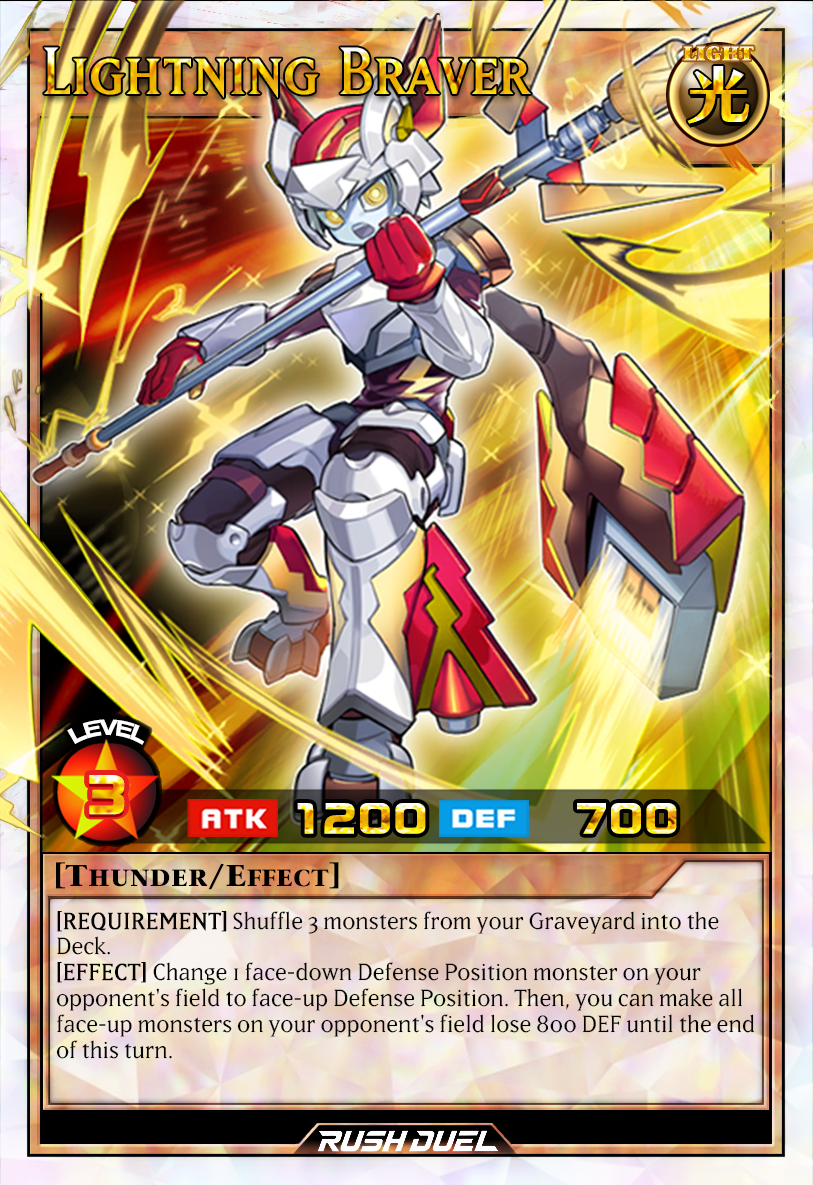 Lightning Braver
LIGHT
光
LEVEL
3
ATK 1200 DEF 700
[Thunder/Effect]
[REQUIREMENT] Shuffle 3 monsters from your Graveyard into the
Deck.
[EFFECT] Change 1 face-down Defense Position monster on your
opponent's field to face-up Defense Position. Then, you can make all
face-up monsters on your opponent's field lose 800 DEF until the end
of this turn.
RUSH DUEL